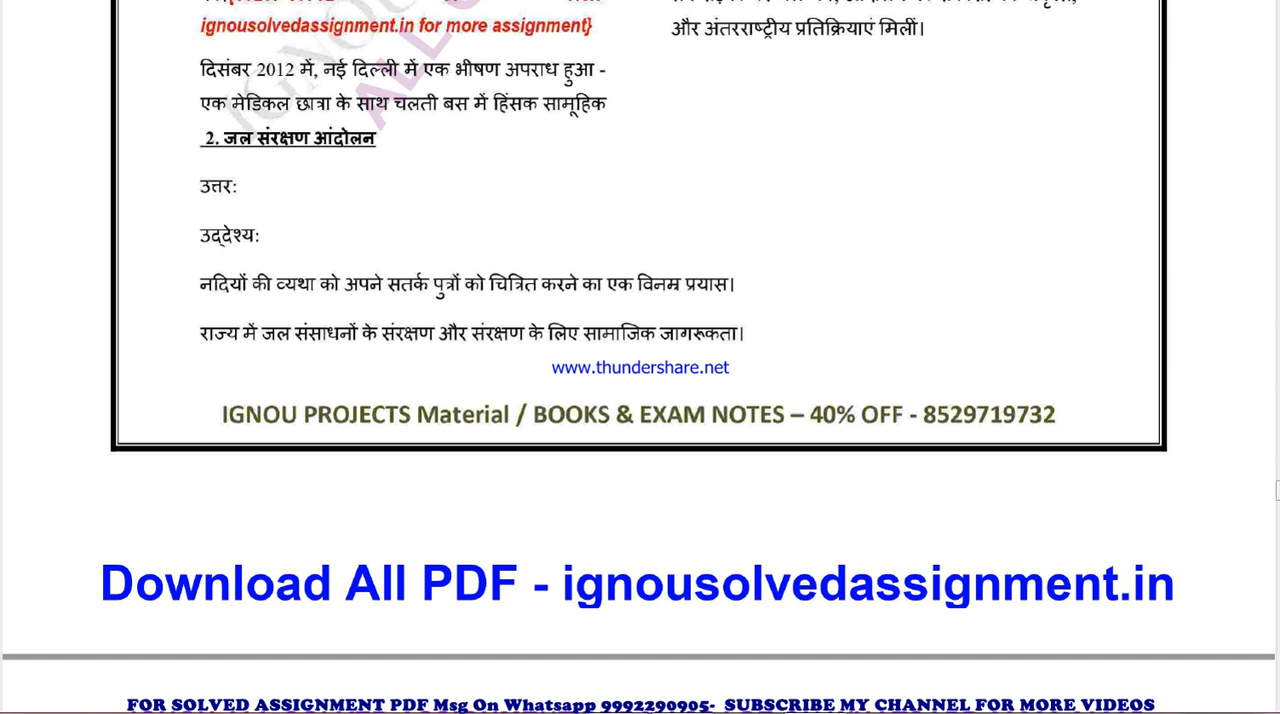 ignousolvedassignment.in for more assignment}
और अंतरराष्ट्रीय प्रतिक्रियाएं मिलीं।
दिसंबर 2012 में, नई दिल्ली में एक भीषण अपराध हुआ -
एक मेडिकल छात्रा के साथ चलती बस में हिंसक सामूहिक
2. जल संरक्षण आंदोलन
उत्तर:
उद्देश्य:
नदियों की व्यथा को अपने सतर्क पुत्रों को चित्रित करने का एक विनम्र प्रयास।
राज्य में जल संसाधनों के संरक्षण और संरक्षण के लिए सामाजिक जागरूकता।
www.thundershare.net
IGNOU PROJECTS Material / BOOKS & EXAM NOTES – 40% OFF - 8529719732
Download All PDF - ignousolvedassignment.in
FOR SOLVED ASSIGNMENT PDF Msg On Whatsapp 9992290905- SUBSCRIBE MY CHANNEL FOR MORE VIDEOS